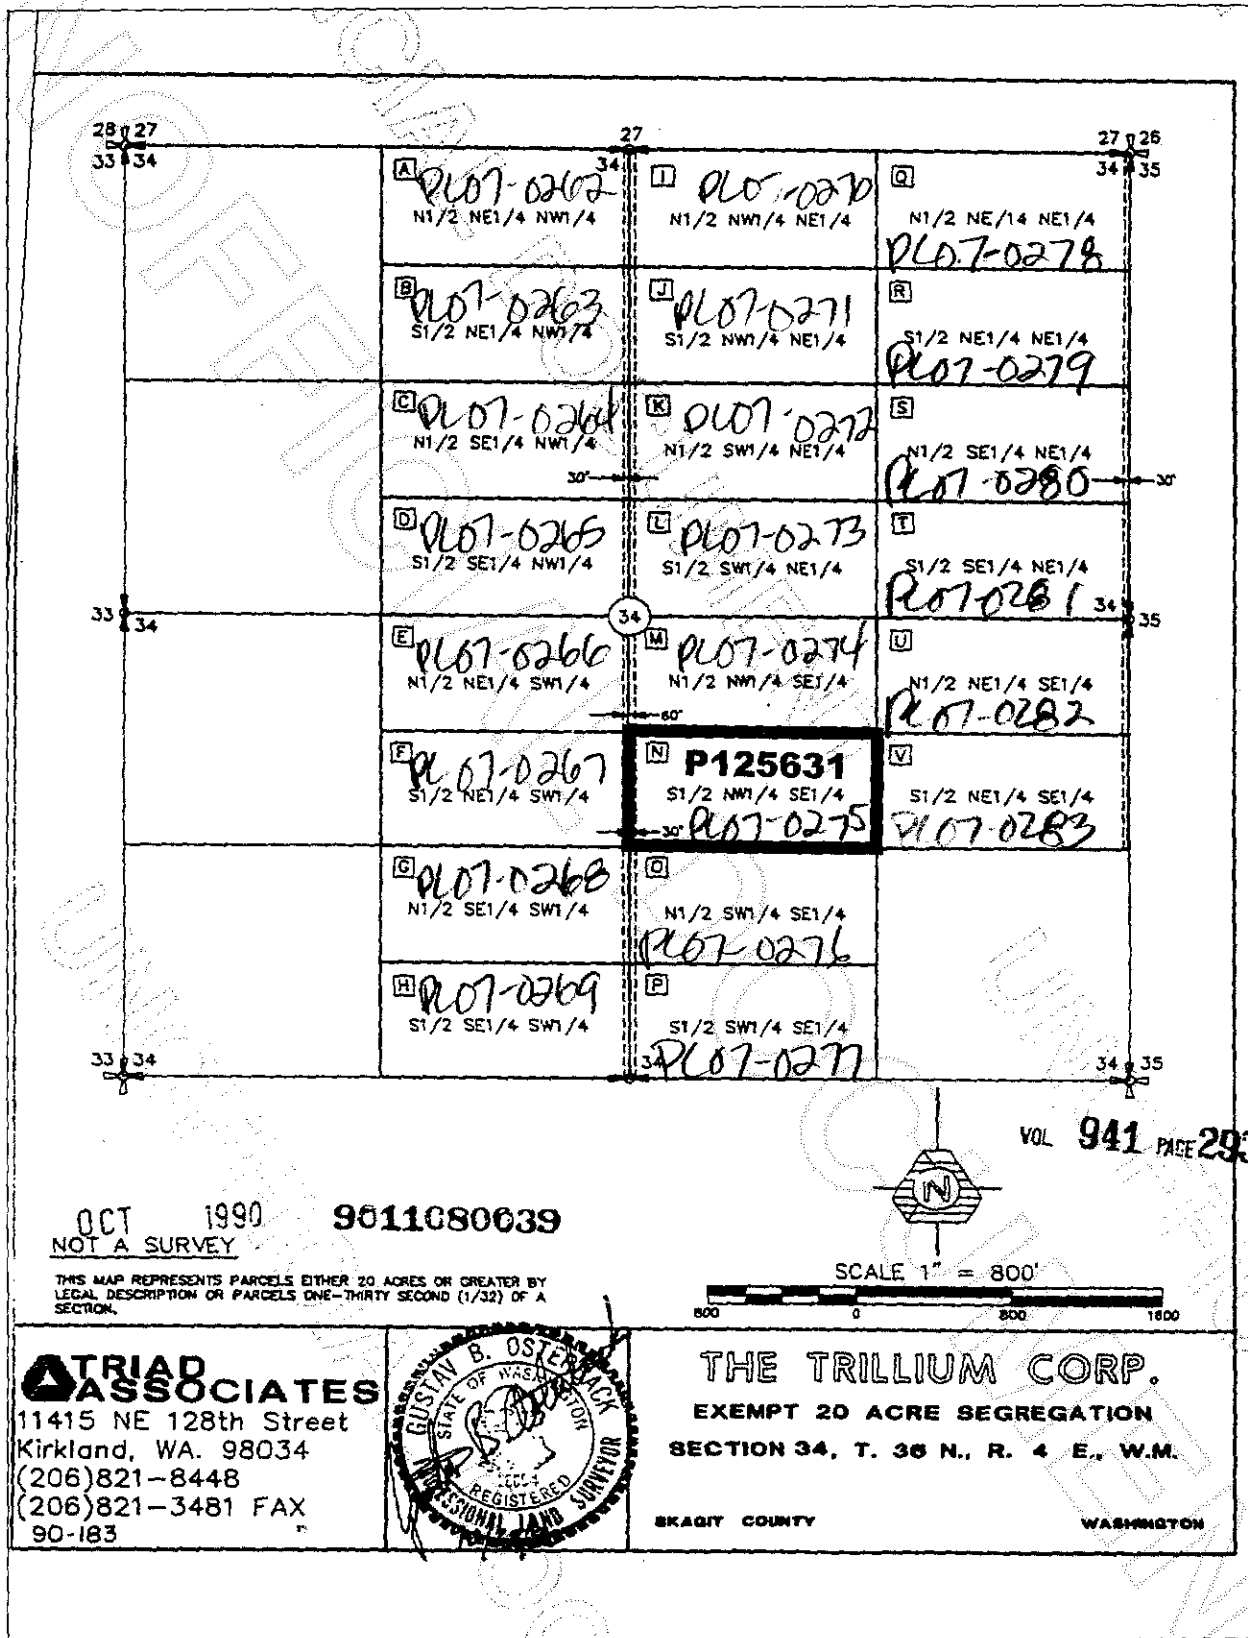 28 27
33 34
27
34
27 26
34 35
A PL07-0262
N1/2 NE1/4 NW1/4
I PL07-0270
N1/2 NW1/4 NE1/4
Q
N1/2 NE/14 NE1/4
PL07-0278
B PL07-0263
S1/2 NE1/4 NW1/4
J PL07-0271
S1/2 NW1/4 NE1/4
R
S1/2 NE1/4 NE1/4
PL07-0279
C PL07-0264
N1/2 SE1/4 NW1/4
30'
K PL07-0272
N1/2 SW1/4 NE1/4
S
N1/2 SE1/4 NE1/4
PL07-0280
30'
D PL07-0265
S1/2 SE1/4 NW1/4
L PL07-0273
S1/2 SW1/4 NE1/4
T
S1/2 SE1/4 NE1/4
PL07-0281
33 34
34
34 35
E PL07-0266
N1/2 NE1/4 SW1/4
M PL07-0274
N1/2 NW1/4 SE1/4
60'
U
N1/2 NE1/4 SE1/4
PL07-0282
F PL07-0267
S1/2 NE1/4 SW1/4
N P125631
S1/2 NW1/4 SE1/4
30' PL07-0275
V
S1/2 NE1/4 SE1/4
PL07-0283
G PL07-0268
N1/2 SE1/4 SW1/4
O
N1/2 SW1/4 SE1/4
PL07-0276
H PL07-0269
S1/2 SE1/4 SW1/4
P
S1/2 SW1/4 SE1/4
PL07-0277
33 34
34
34 35
VOL 941 PAGE 293
N
OCT 1990 9011080039
NOT A SURVEY
THIS MAP REPRESENTS PARCELS EITHER 20 ACRES OR GREATER BY
LEGAL DESCRIPTION OR PARCELS ONE-THIRTY SECOND (1/32) OF A
SECTION.
SCALE 1" = 800'
800 0 800 1600
TRIAD
ASSOCIATES
11415 NE 128th Street
Kirkland, WA. 98034
(206)821-8448
(206)821-3481 FAX
90-183
GUSTAV B. OSTERBACK
STATE OF WASHINGTON
REGISTERED
PROFESSIONAL LAND SURVEYOR
THE TRILLIUM CORP.
EXEMPT 20 ACRE SEGREGATION
SECTION 34, T. 36 N., R. 4 E., W.M.
SKAGIT COUNTY WASHINGTON